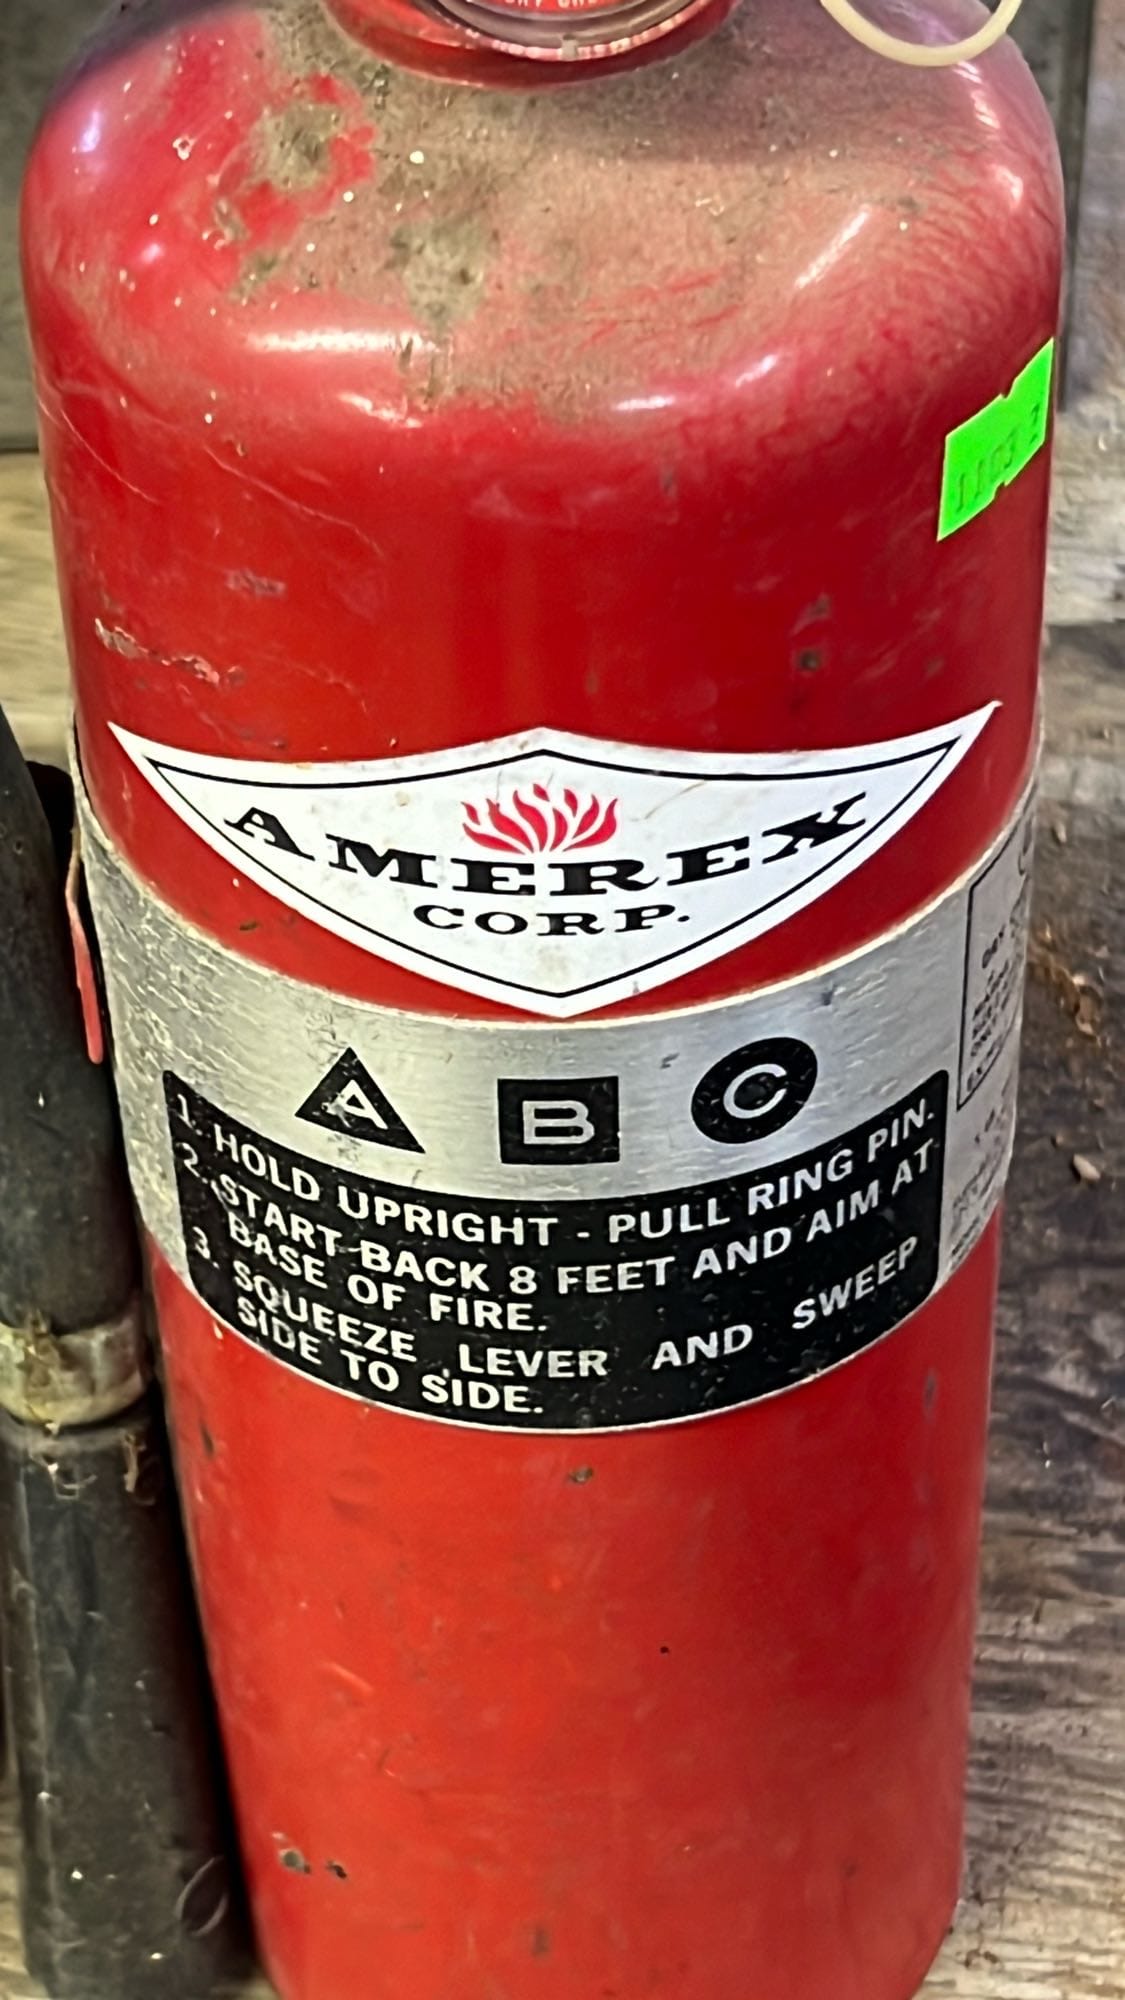 AMEREX
CORP.
A B C
1. HOLD UPRIGHT - PULL RING PIN.
2. START BACK 8 FEET AND AIM AT
BASE OF FIRE.
3. SQUEEZE LEVER AND SWEEP
SIDE TO SIDE.